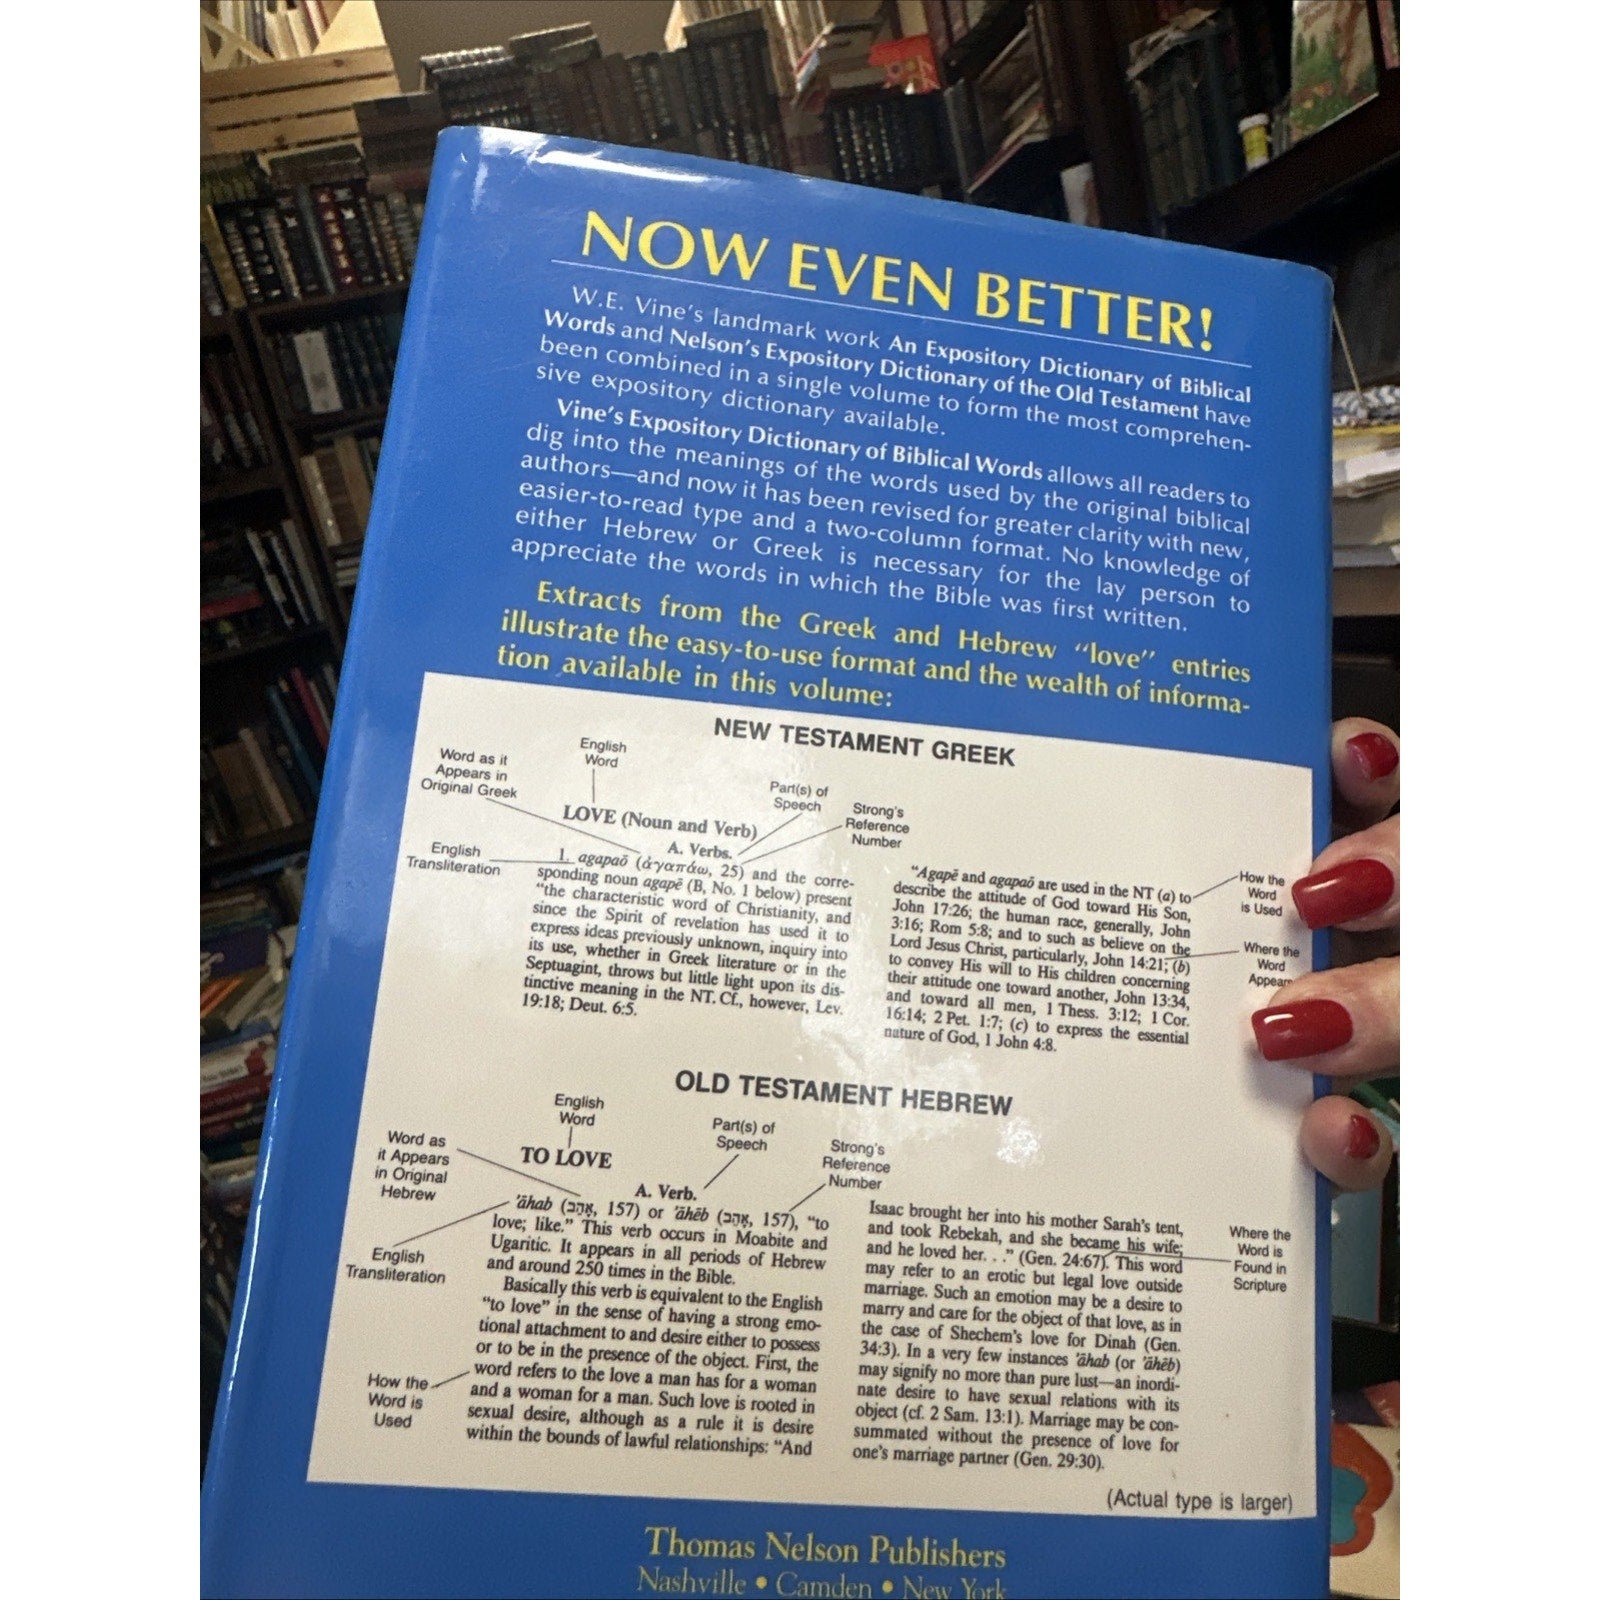 NOW EVEN BETTER!
W.E. Vine's landmark work An Expository Dictionary of Biblical
Words and Nelson's Expository Dictionary of the Old Testament have
been combined in a single volume to form the most comprehen-
sive expository dictionary available.
Vine's Expository Dictionary of Biblical Words allows all readers to
dig into the meanings of the words used by the original biblical
authors—and now it has been revised for greater clarity with new,
easier-to-read type and a two-column format. No knowledge of
either Hebrew or Greek is necessary for the lay person to
appreciate the words in which the Bible was first written.
Extracts from the Greek and Hebrew "love" entries
illustrate the easy-to-use format and the wealth of informa-
tion available in this volume:
NEW TESTAMENT GREEK
Word as it
Appears in
Original Greek
English
Word
Part(s) of
Speech
Strong's
Reference
Number
English
Transliteration
LOVE (Noun and Verb)
A. Verbs.
1. agapaō (ἀγαπάω, 25) and the corre-
sponding noun agapē (B, No. 1 below) present
"the characteristic word of Christianity, and
since the Spirit of revelation has used it to
express ideas previously unknown, inquiry into
its use, whether in Greek literature or in the
Septuagint, throws but little light upon its dis-
tinctive meaning in the NT. Cf., however, Lev.
19:18; Deut. 6:5.
"Agapē and agapaō are used in the NT (a) to
describe the attitude of God toward His Son,
John 17:26; the human race, generally, John
3:16; Rom 5:8; and to such as believe on the
Lord Jesus Christ, particularly, John 14:21; (b)
to convey His will to His children concerning
their attitude one toward another, John 13:34,
and toward all men, 1 Thess. 3:12; 1 Cor.
16:14; 2 Pet. 1:7; (c) to express the essential
nature of God, 1 John 4:8.
How the
Word
is Used
Where the
Word
Appears
OLD TESTAMENT HEBREW
Word as
it Appears
in Original
Hebrew
English
Word
Part(s) of
Speech
Strong's
Reference
Number
English
Transliteration
How the
Word is
Used
TO LOVE
A. Verb.
'āhab (אָהַב, 157) or 'āhēb (אָהֵב, 157), "to
love; like." This verb occurs in Moabite and
Ugaritic. It appears in all periods of Hebrew
and around 250 times in the Bible.
Basically this verb is equivalent to the English
"to love" in the sense of having a strong emo-
tional attachment to and desire either to possess
or to be in the presence of the object. First, the
word refers to the love a man has for a woman
and a woman for a man. Such love is rooted in
sexual desire, although as a rule it is desire
within the bounds of lawful relationships: "And
Isaac brought her into his mother Sarah's tent,
and took Rebekah, and she became his wife;
and he loved her. . ." (Gen. 24:67). This word
may refer to an erotic but legal love outside
marriage. Such an emotion may be a desire to
marry and care for the object of that love, as in
the case of Shechem's love for Dinah (Gen.
34:3). In a very few instances 'āhab (or 'āhēb)
may signify no more than pure lust—an inordi-
nate desire to have sexual relations with its
object (cf. 2 Sam. 13:1). Marriage may be con-
summated without the presence of love for
one's marriage partner (Gen. 29:30).
Where the
Word is
Found in
Scripture
(Actual type is larger)
Thomas Nelson Publishers
Nashville • Camden • New York